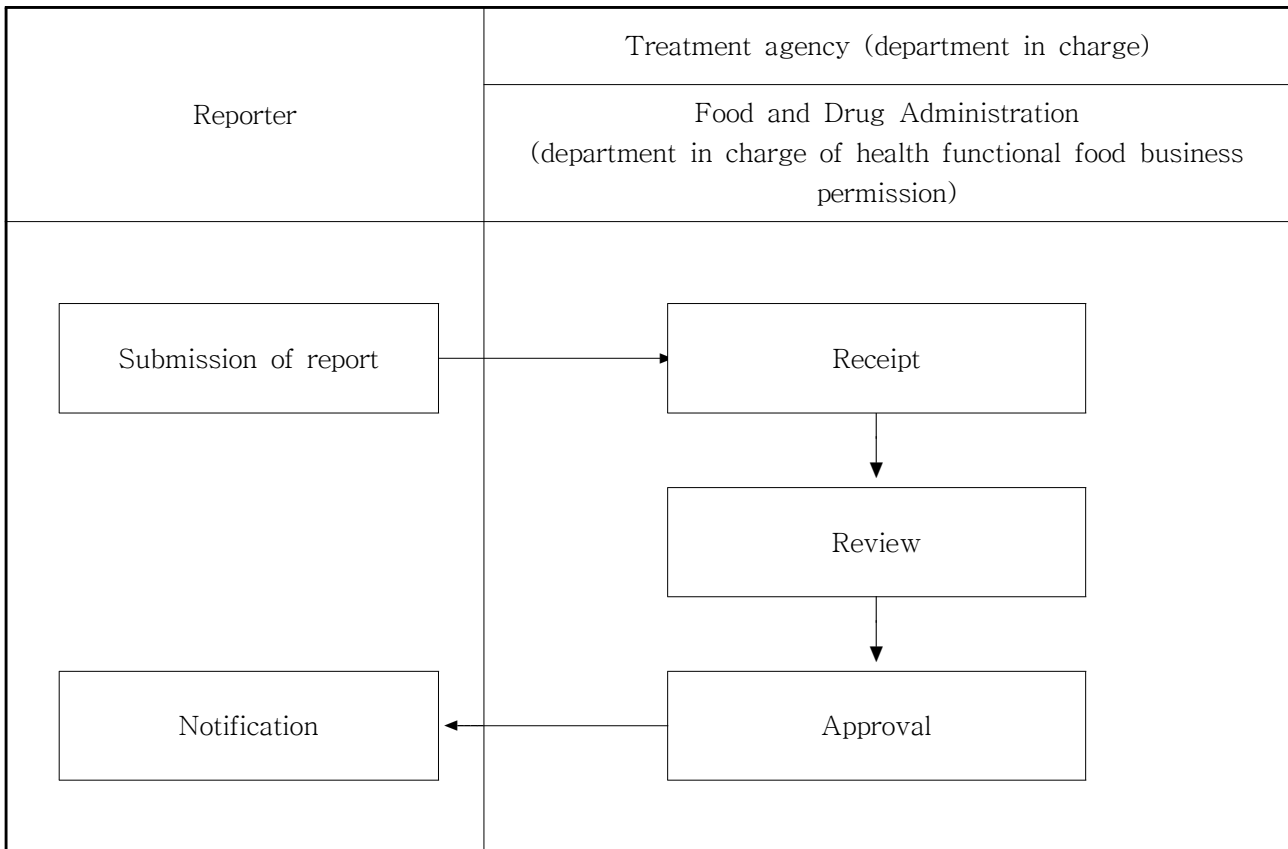 Reporter
Treatment agency (department in charge)
Food and Drug Administration
(department in charge of health functional food business
permission)
Submission of report
Receipt
Review
Notification
Approval